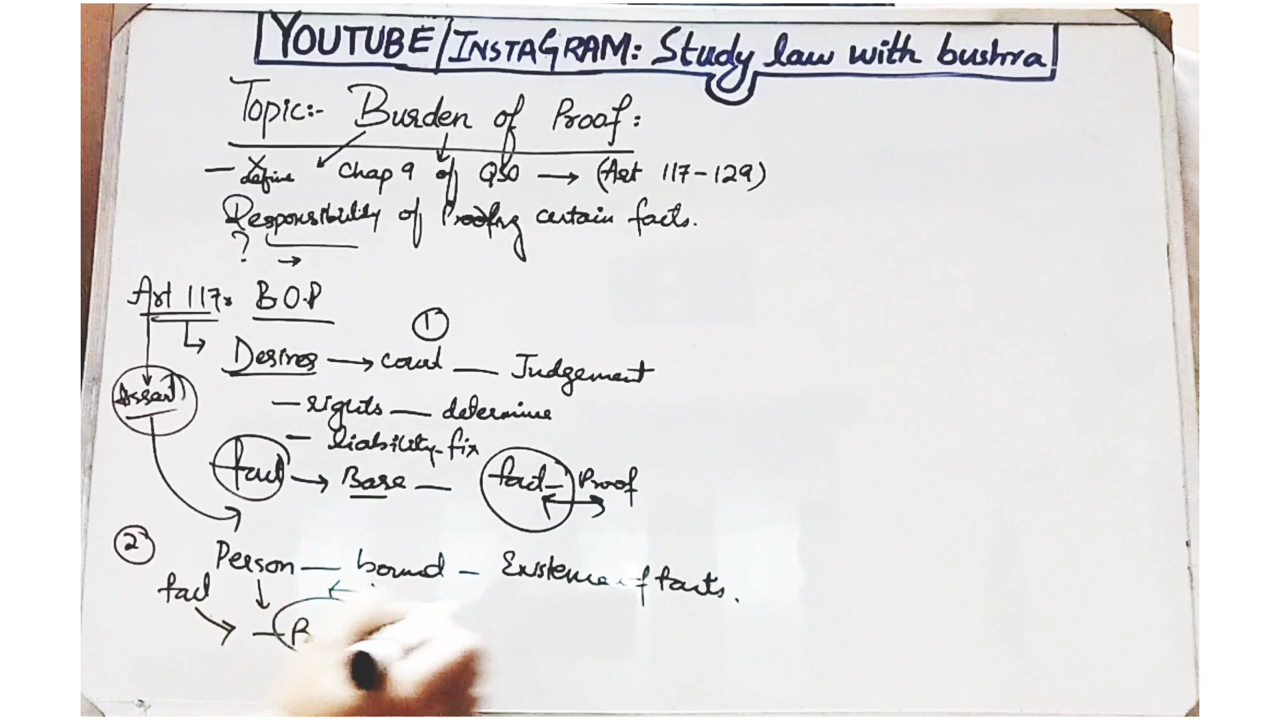 YOUTUBE/INSTAGRAM: Study law with bushra
Topic:- Burden of Proof:
— define Chap 9 of QSO → (Art 117-129)
Responsibility of Proofing certain facts.
?
Art 117: B.O.P
①
Desires → court — Judgement
Assert
— rights — determine
— liability-fix
fact → Base — fact- Proof
②
Person — bound — Existence of facts.
fact
→ — B